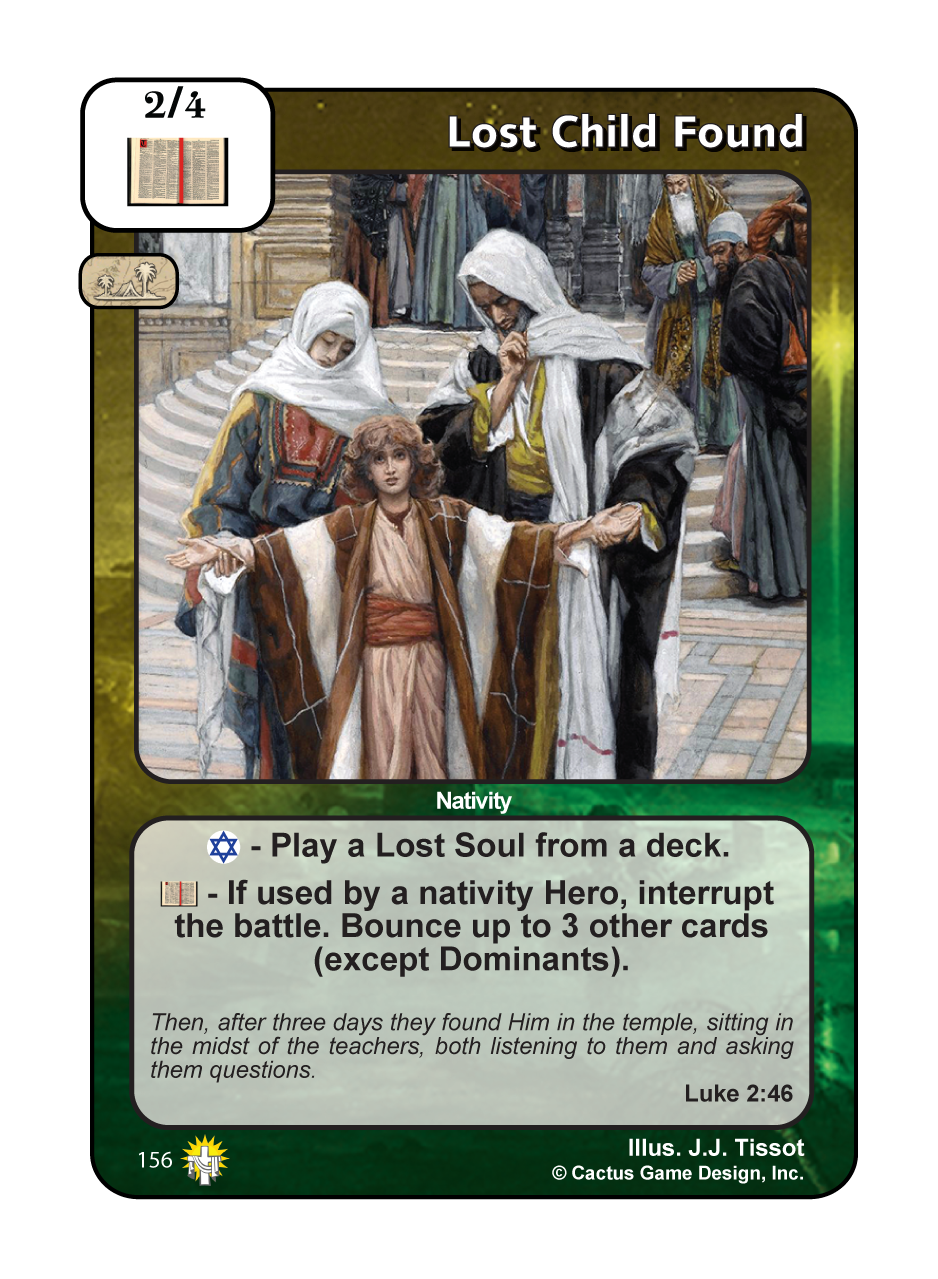 2/4
Lost Child Found
Nativity
- Play a Lost Soul from a deck.
- If used by a nativity Hero, interrupt
the battle. Bounce up to 3 other cards
(except Dominants).
Then, after three days they found Him in the temple, sitting in
the midst of the teachers, both listening to them and asking
them questions.
Luke 2:46
156
Illus. J.J. Tissot
© Cactus Game Design, Inc.